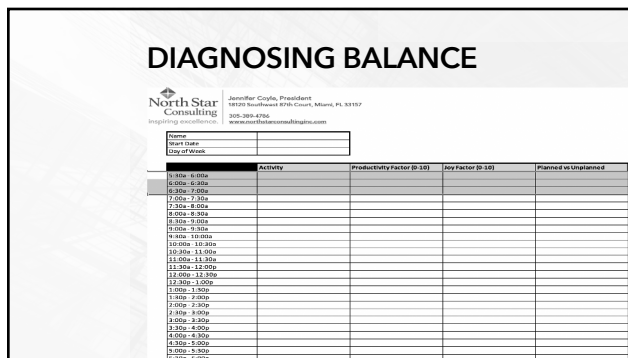 DIAGNOSING BALANCE
North Star
Consulting
inspiring excellence.
Jennifer Coyle, President
18120 Southwest 87th Court, Miami, FL 33157
305-389-4786
www.northstarconsultinginc.com
Name
Start Date
Day of Week
Activity Productivity Factor (0-10) Joy Factor (0-10) Planned vs Unplanned
5:30a - 6:00a
6:00a - 6:30a
6:30a - 7:00a
7:00a - 7:30a
7:30a - 8:00a
8:00a - 8:30a
8:30a - 9:00a
9:00a - 9:30a
9:30a - 10:00a
10:00a - 10:30a
10:30a - 11:00a
11:00a - 11:30a
11:30a - 12:00p
12:00p - 12:30p
12:30p - 1:00p
1:00p - 1:30p
1:30p - 2:00p
2:00p - 2:30p
2:30p - 3:00p
3:00p - 3:30p
3:30p - 4:00p
4:00p - 4:30p
4:30p - 5:00p
5:00p - 5:30p